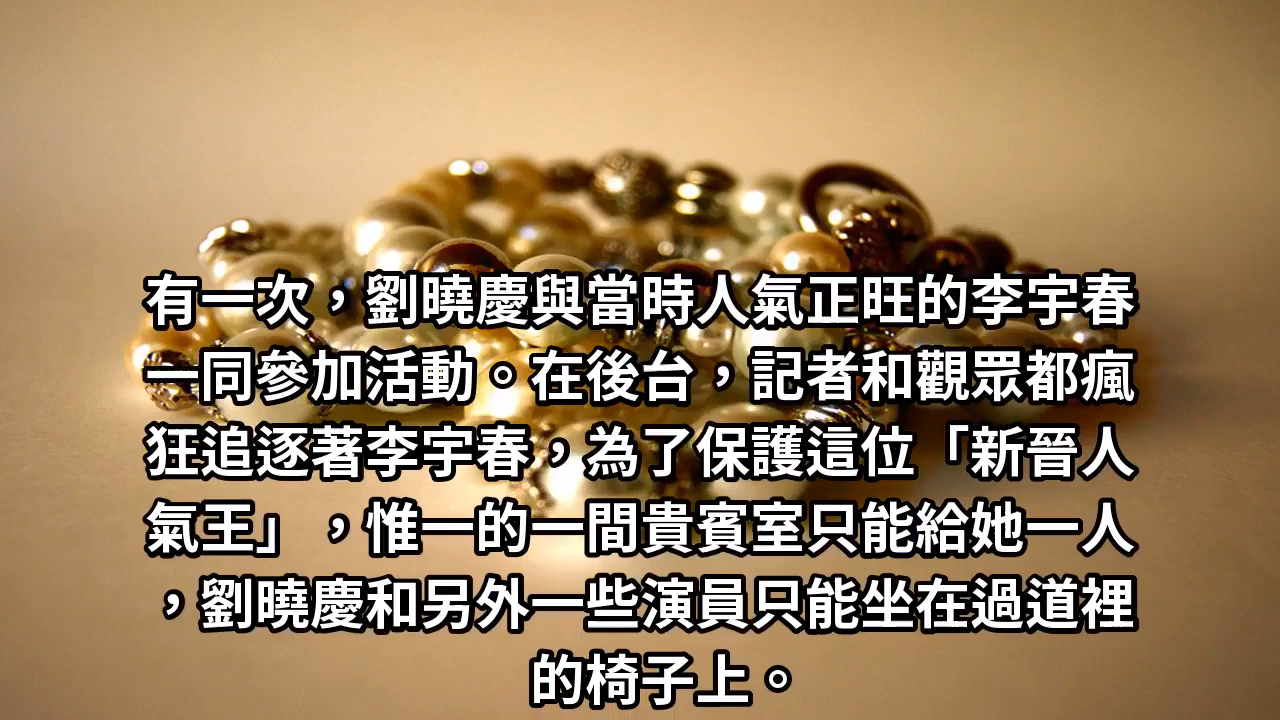 有一次，劉曉慶與當時人氣正旺的李宇春
一同參加活動。在後台，記者和觀眾都瘋
狂追逐著李宇春，為了保護這位「新晉人
氣王」，惟一的一間貴賓室只能給她一人
，劉曉慶和另外一些演員只能坐在過道裡
的椅子上。